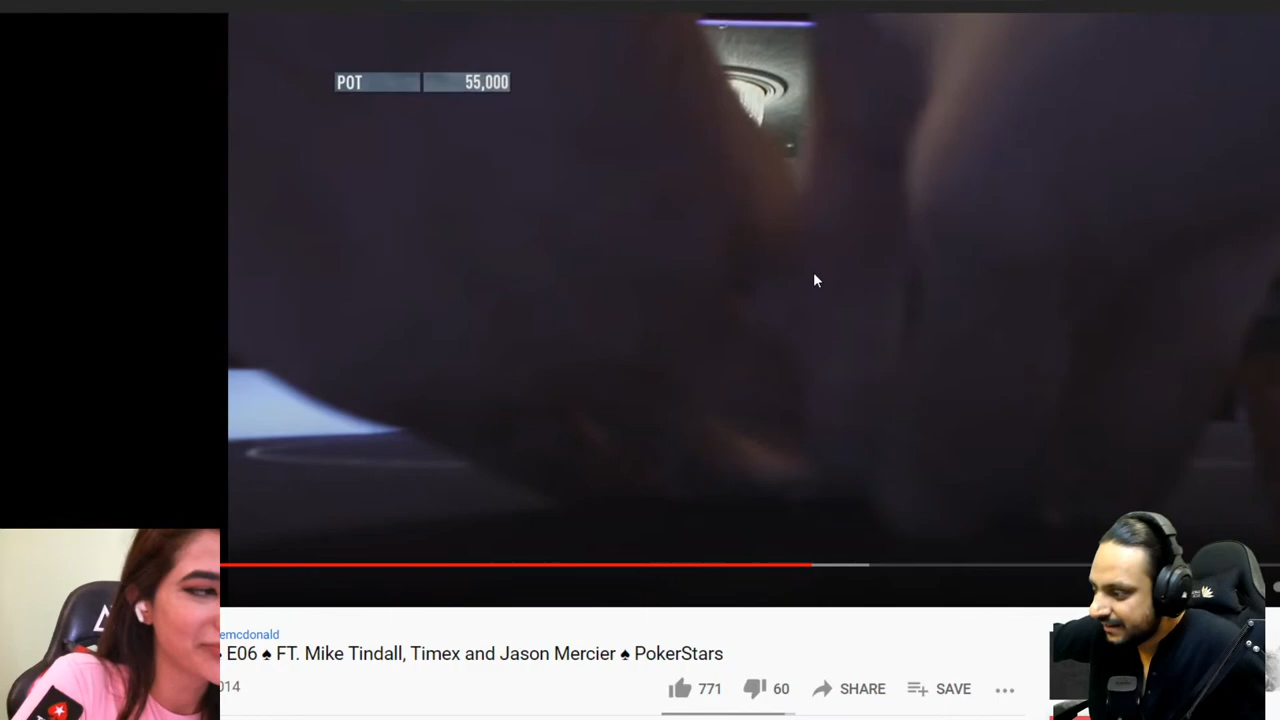 POT 55,000
emcdonald
E06 ♠ FT. Mike Tindall, Timex and Jason Mercier ♠ PokerStars
014
771 60 SHARE SAVE